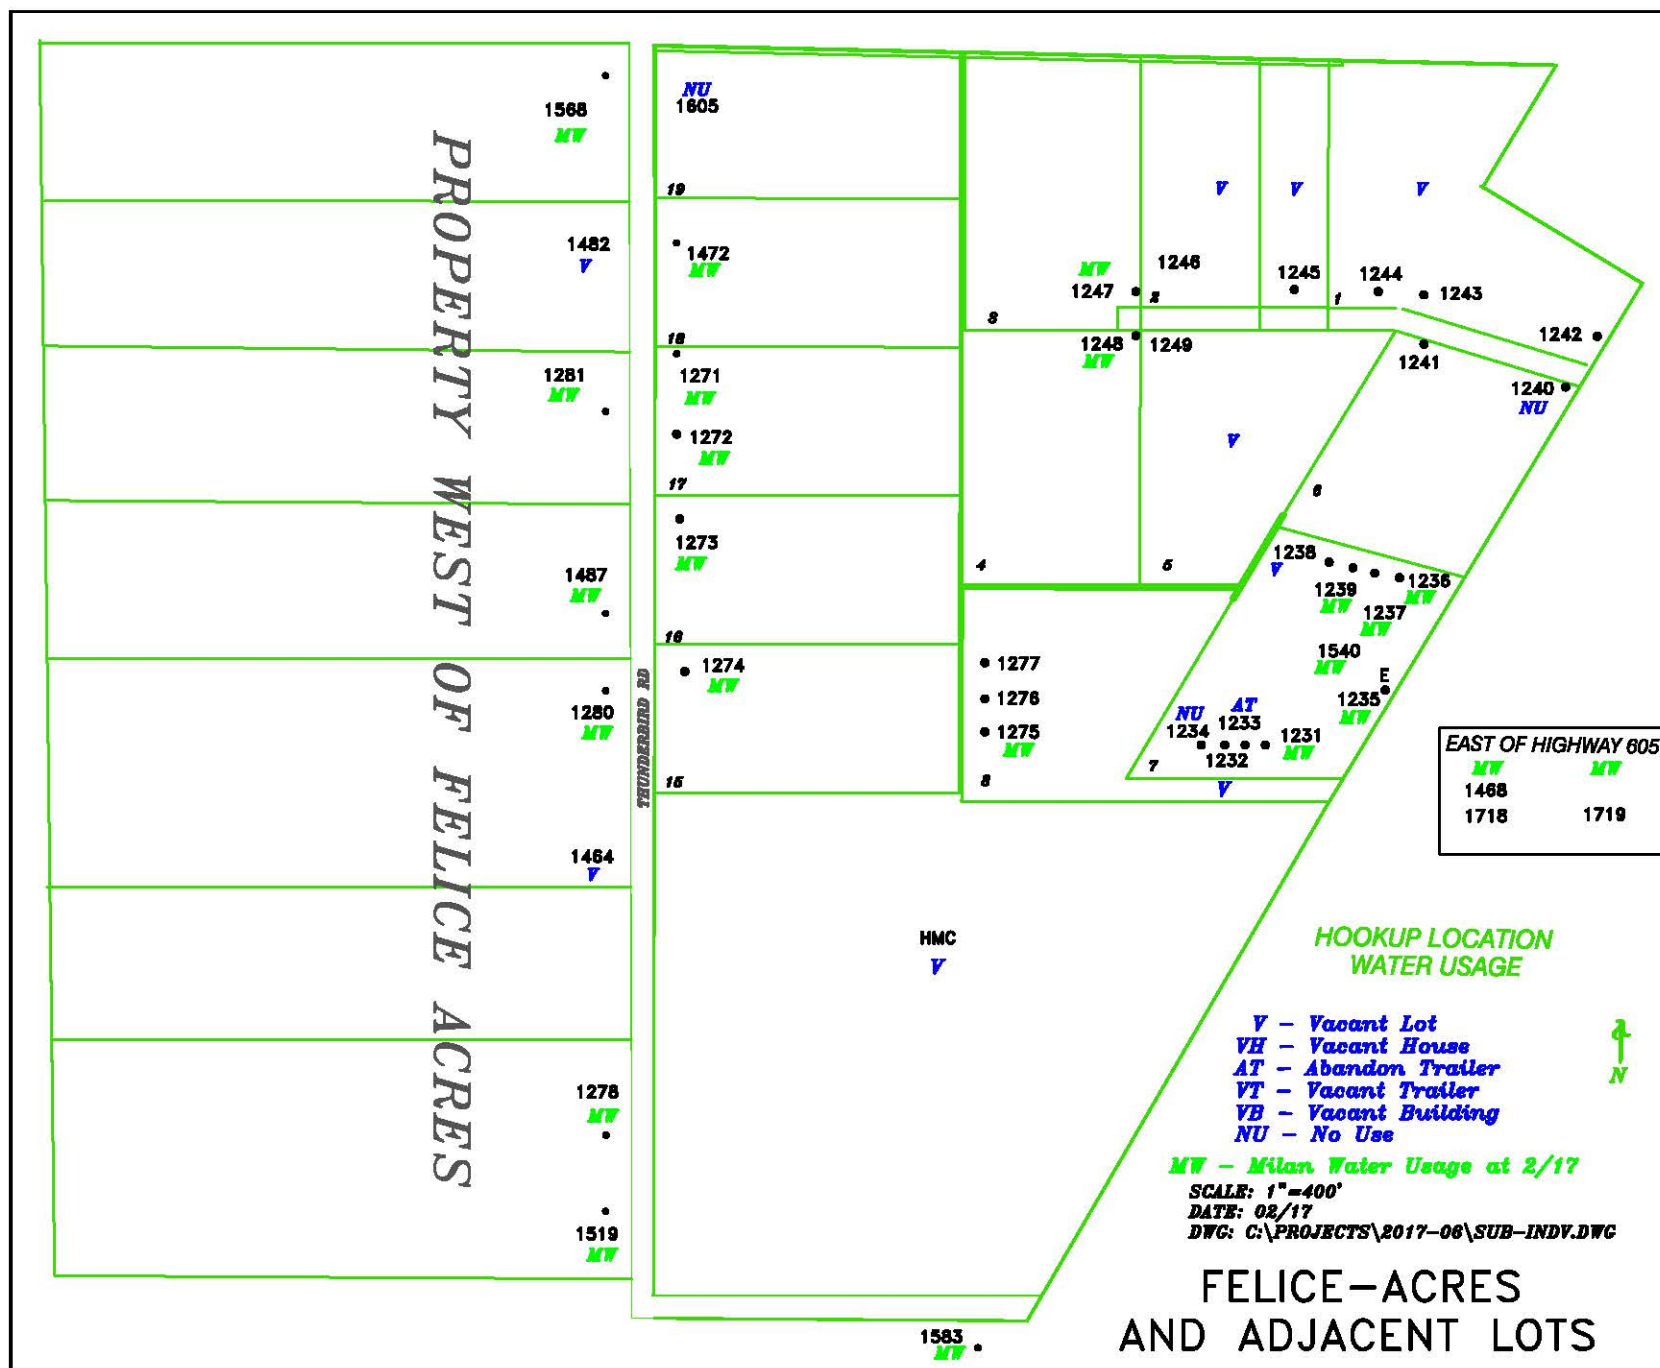 1568
MW
1482
V
1281
MW
1487
MW
1280
MW
1464
V
1278
MW
1519
MW
PROPERTY WEST OF FELICE ACRES
THUNDERBIRD RD
NU
1605
19
1472
MW
18
1271
MW
1272
MW
17
1273
MW
16
1274
MW
15
V
V
V
MW
1246
1247
2
1245
1
1244
1243
1242
3
1248
MW
1249
1241
1240
NU
V
4
5
6
1238
V
1239
MW
1237
MW
1236
MW
1540
MW
E
1235
MW
NU
1234
AT
1233
1232
1231
MW
7
V
1277
1276
1275
MW
8
HMC
V
1583
MW
EAST OF HIGHWAY 605
MW MW
1468
1718 1719
HOOKUP LOCATION
WATER USAGE
V - Vacant Lot
VH - Vacant House
AT - Abandon Trailer
VT - Vacant Trailer
VB - Vacant Building
NU - No Use
N
MW - Milan Water Usage at 2/17
SCALE: 1"=400'
DATE: 02/17
DWG: C:\PROJECTS\2017-06\SUB-INDV.DWG
FELICE-ACRES
AND ADJACENT LOTS